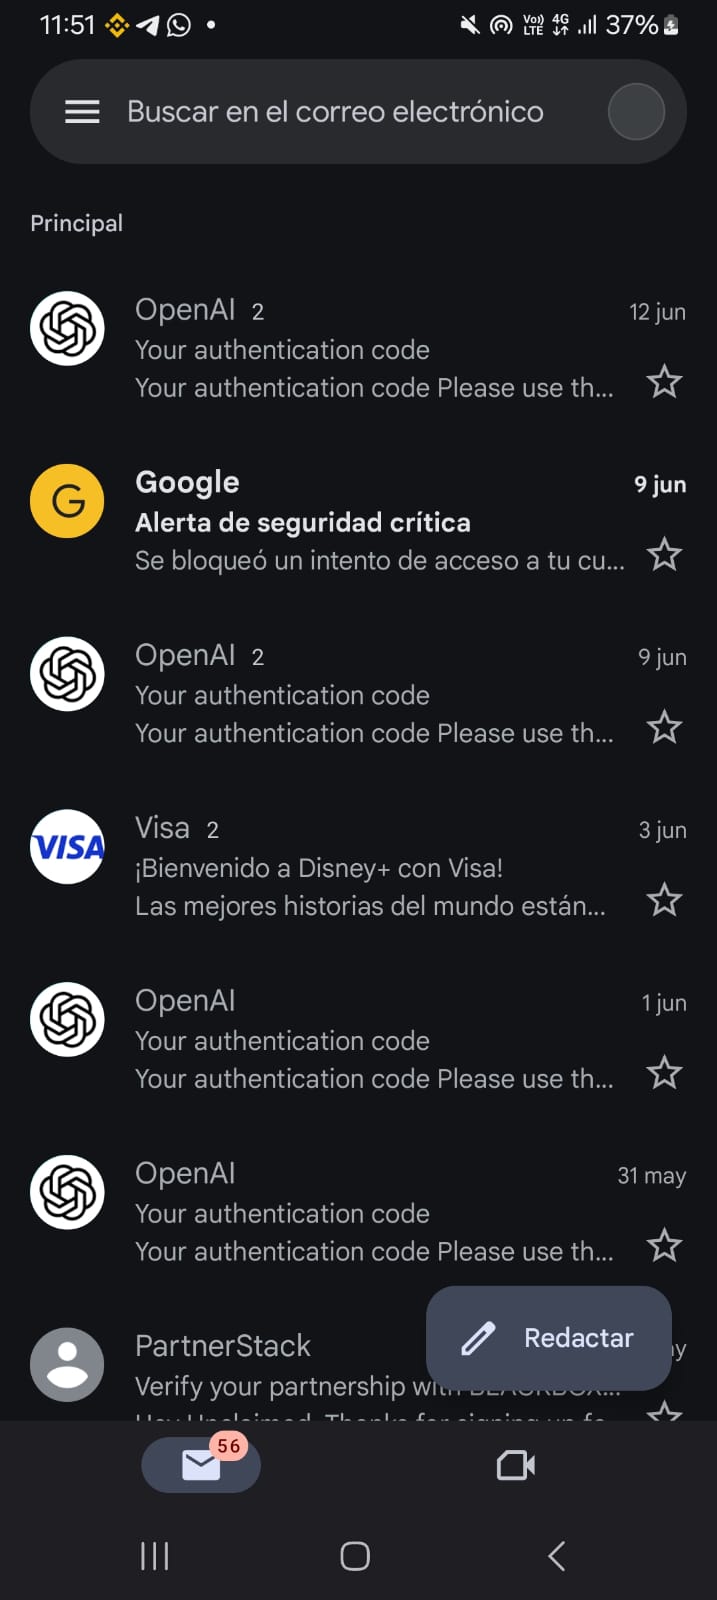 11:51
Vo))
LTE
4G
37%
Buscar en el correo electrónico
Principal
OpenAI 2
12 jun
Your authentication code
Your authentication code Please use th...
G
Google
9 jun
Alerta de seguridad crítica
Se bloqueó un intento de acceso a tu cu...
OpenAI 2
9 jun
Your authentication code
Your authentication code Please use th...
VISA
Visa 2
3 jun
¡Bienvenido a Disney+ con Visa!
Las mejores historias del mundo están...
OpenAI
1 jun
Your authentication code
Your authentication code Please use th...
OpenAI
31 may
Your authentication code
Your authentication code Please use th...
PartnerStack
Redactar
Verify your partnership with BLACKBOX...
56